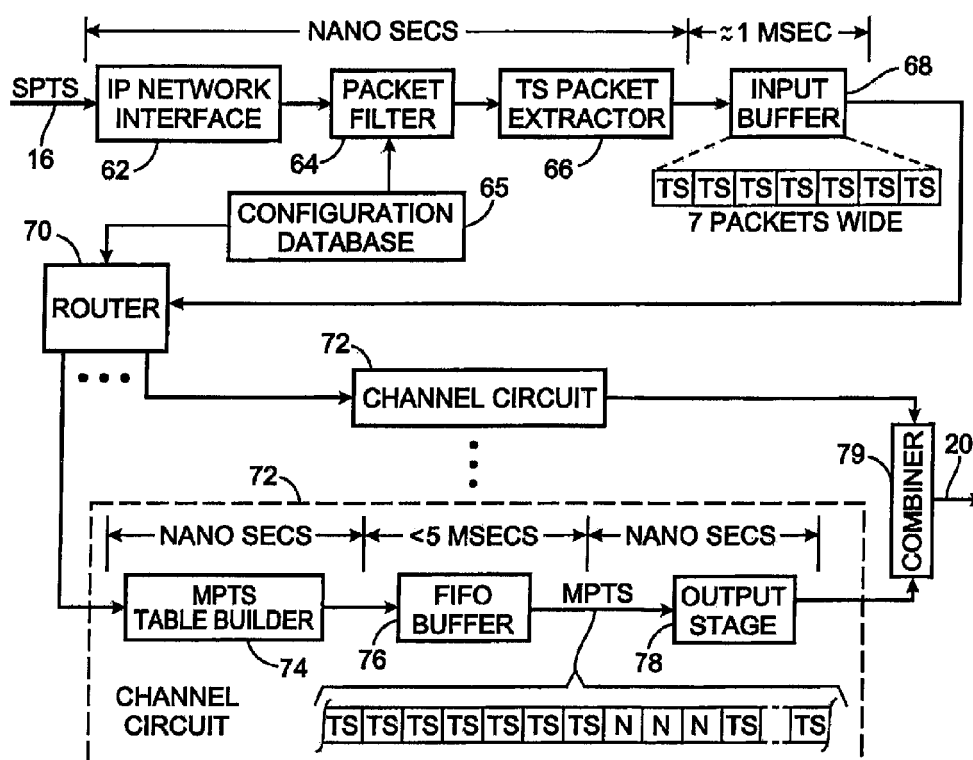 NANO SECS
≈1 MSEC
SPTS
16
IP NETWORK
INTERFACE
62
PACKET
FILTER
64
TS PACKET
EXTRACTOR
66
INPUT
BUFFER
68
TS TS TS TS TS TS TS
7 PACKETS WIDE
CONFIGURATION
DATABASE
65
70
ROUTER
72
CHANNEL CIRCUIT
79
COMBINER
20
72
NANO SECS
<5 MSECS
NANO SECS
MPTS
TABLE BUILDER
74
FIFO
BUFFER
76
MPTS
OUTPUT
STAGE
78
CHANNEL
CIRCUIT
TS TS TS TS TS TS TS N N N TS TS